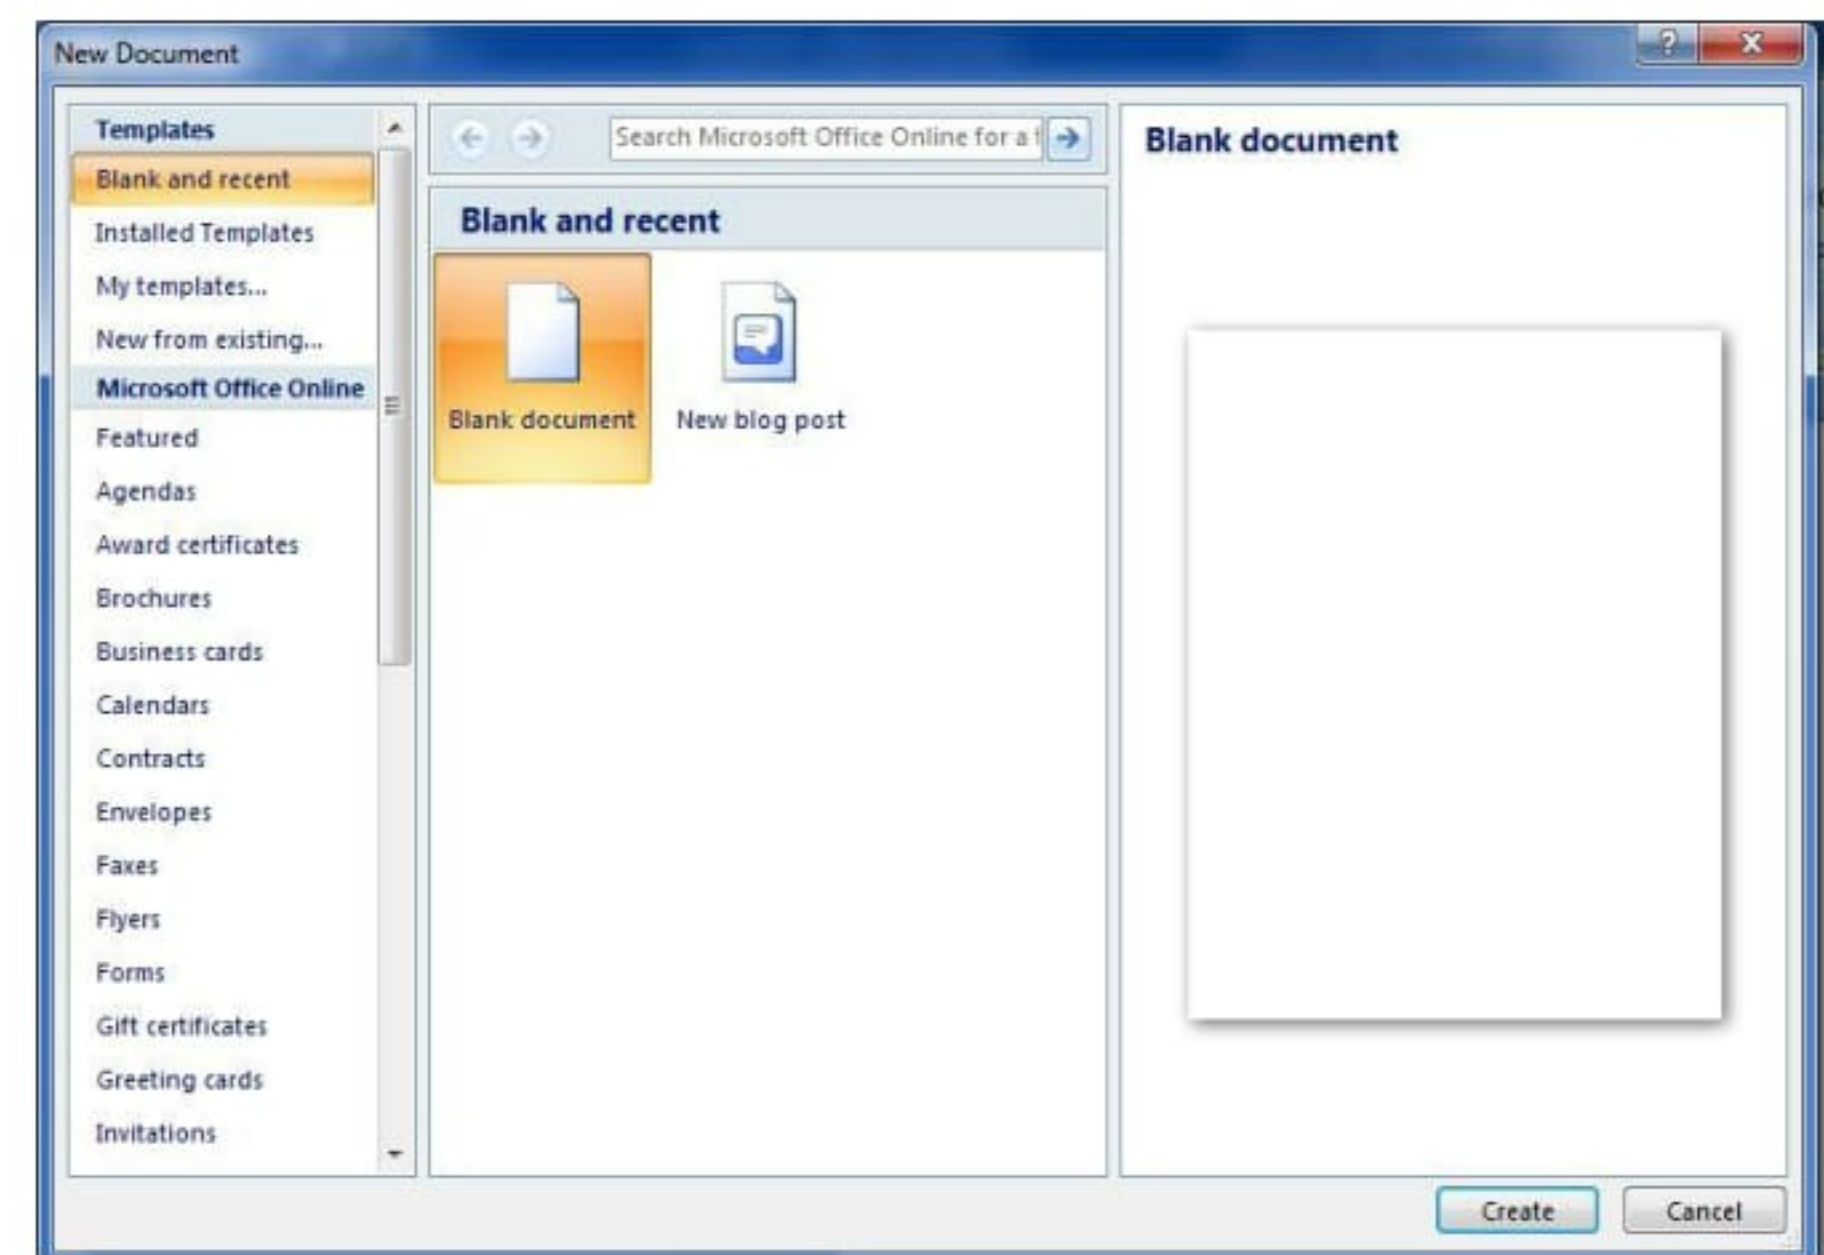 New Document
?
Templates
Blank and recent
Installed Templates
My templates...
New from existing...
Microsoft Office Online
Featured
Agendas
Award certificates
Brochures
Business cards
Calendars
Contracts
Envelopes
Faxes
Flyers
Forms
Gift certificates
Greeting cards
Invitations
Search Microsoft Office Online for a t
Blank and recent
Blank document
New blog post
Blank document
Create
Cancel